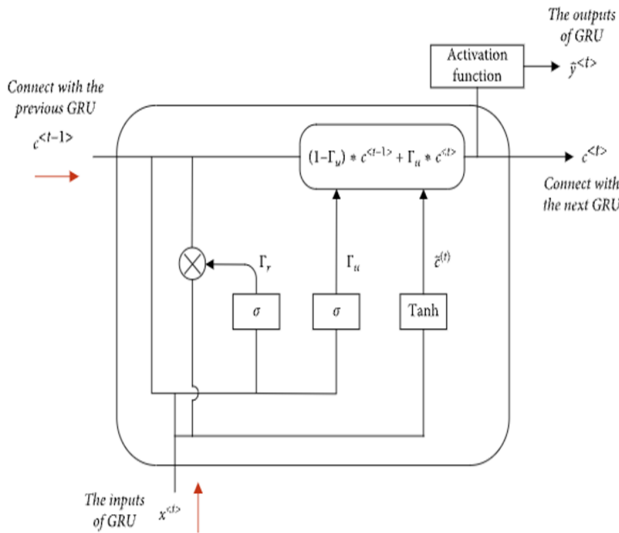 The outputs
of GRU
Activation
function
ŷ<t>
Connect with the
previous GRU
c<t−1>
(1−Γu) * c<t−1> + Γu * c<t>
c<t>
Connect with
the next GRU
Γr
Γu
c̃(t)
σ
σ
Tanh
The inputs
of GRU
x<t>